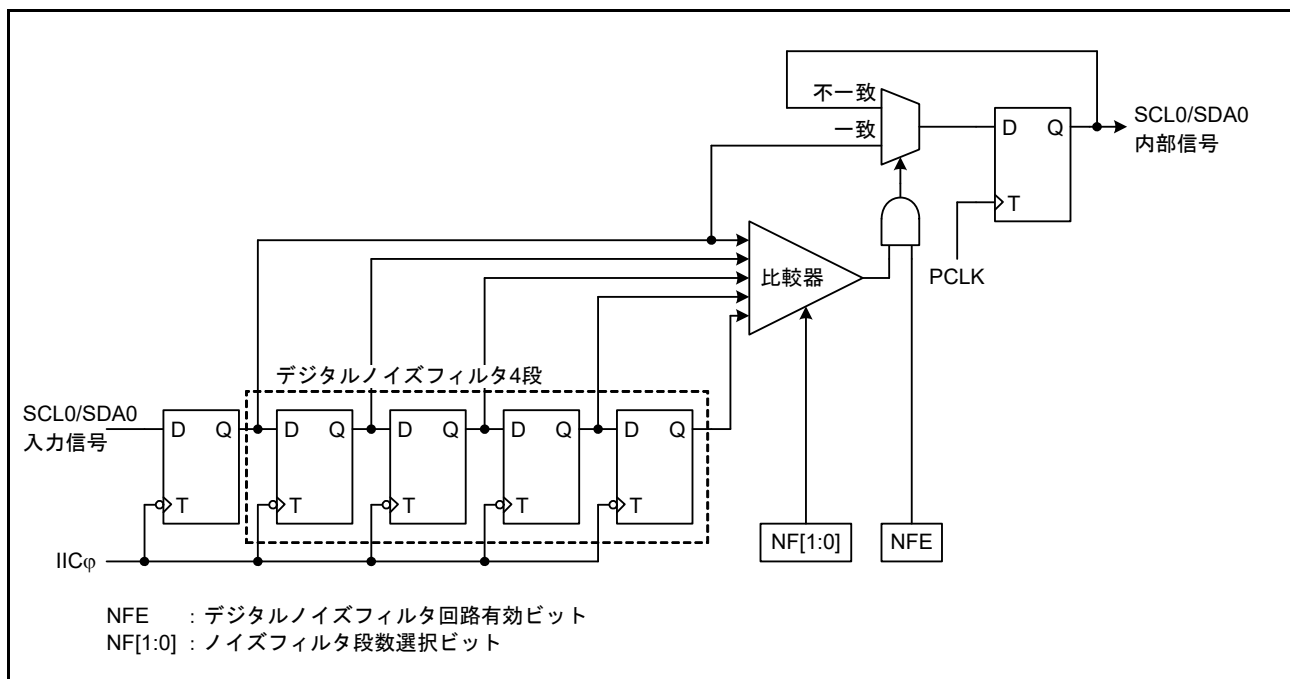 不一致
一致
D Q
T
SCL0/SDA0
内部信号
PCLK
比較器
デジタルノイズフィルタ4段
SCL0/SDA0
入力信号
D Q
T
D Q
T
D Q
T
D Q
T
D Q
T
IICφ
NF[1:0]
NFE
NFE : デジタルノイズフィルタ回路有効ビット
NF[1:0] : ノイズフィルタ段数選択ビット